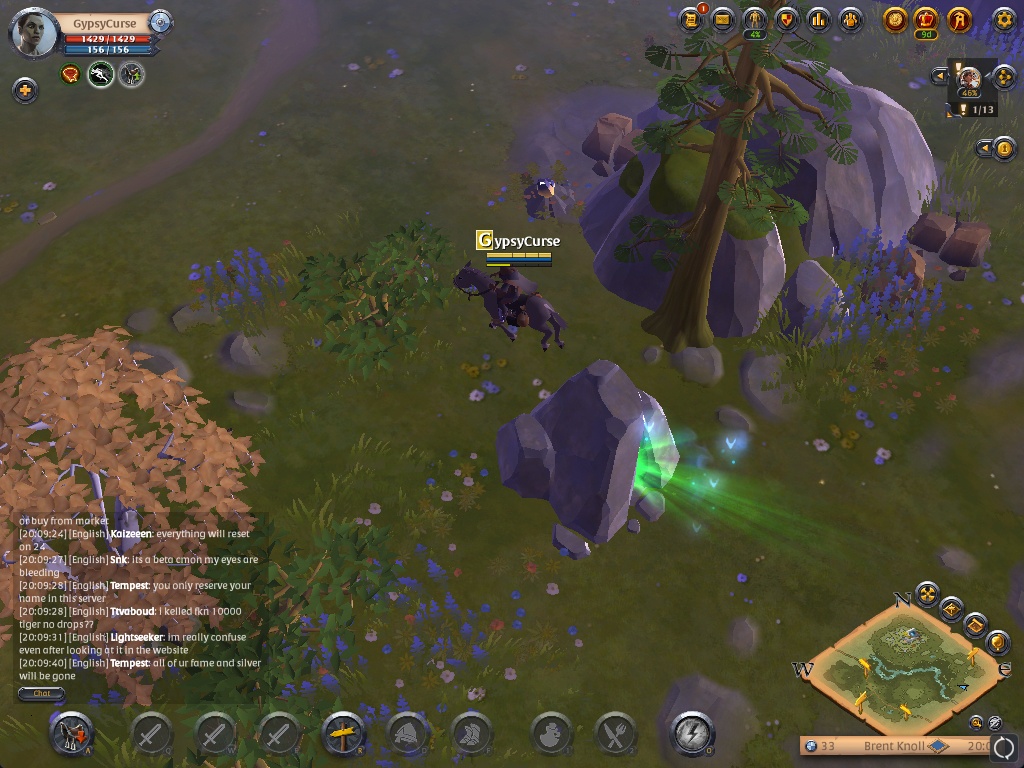 GypsyCurse
1429 / 1429
156 / 156
1
4%
9d
46%
1/13
GypsyCurse
or buy from market
[20:09:24] [English] Kaizeeen: everything will reset
on 24
[20:09:27] [English] Snk: its a beta cmon my eyes are
bleeding
[20:09:28] [English] Tempest: you only reserve your
name in this server
[20:09:28] [English] Itvaboud: i kelled fkn 10000
tiger no drops??
[20:09:31] [English] Lightseeker: im really confuse
even after looking at it in the website
[20:09:40] [English] Tempest: all of ur fame and silver
will be gone
Chat
N
W
E
A
Q
W
E
R
D
F
1
2
O
33
Brent Knoll